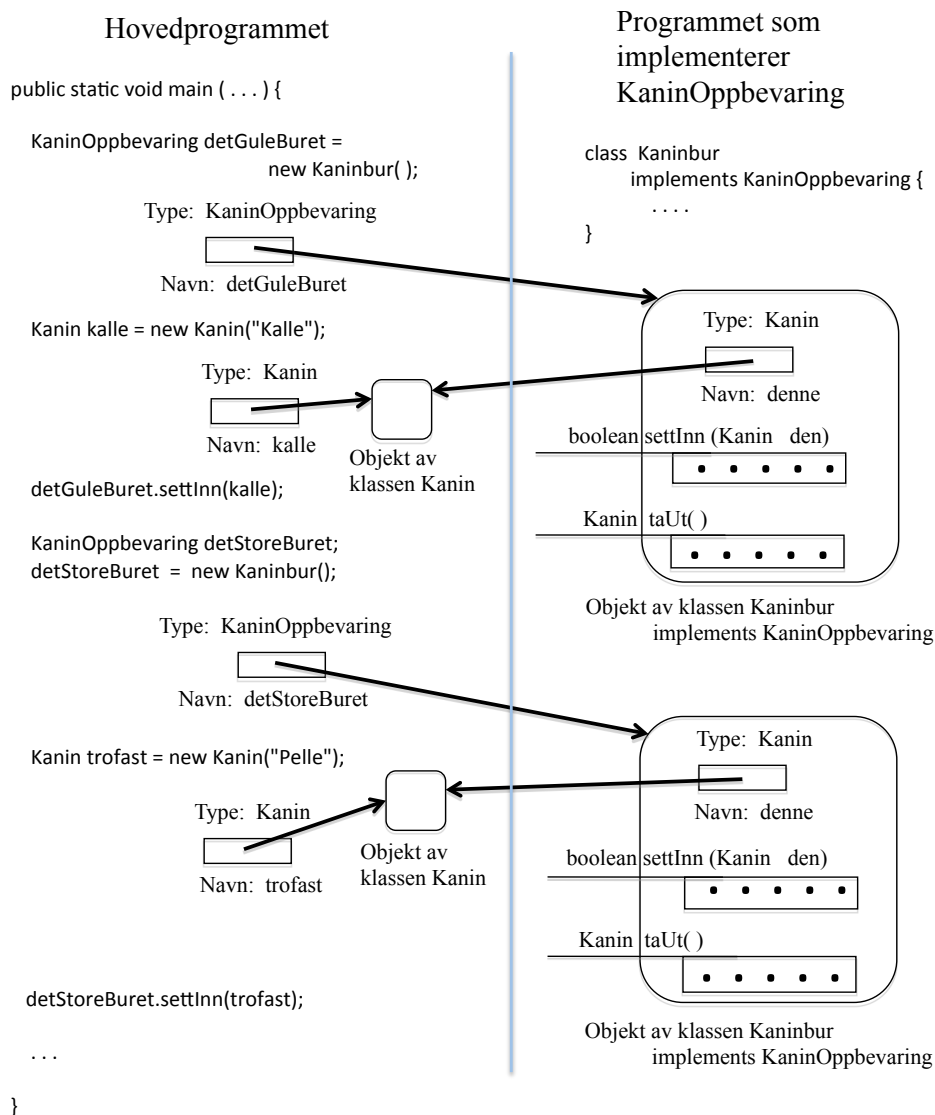 Hovedprogrammet
public static void main ( . . . ) {
KaninOppbevaring detGuleBuret =
new Kaninbur( );
Type: KaninOppbevaring
Navn: detGuleBuret
Kanin kalle = new Kanin("Kalle");
Type: Kanin
Navn: kalle
Objekt av
klassen Kanin
detGuleBuret.settInn(kalle);
KaninOppbevaring detStoreBuret;
detStoreBuret = new Kaninbur();
Type: KaninOppbevaring
Navn: detStoreBuret
Kanin trofast = new Kanin("Pelle");
Type: Kanin
Navn: trofast
Objekt av
klassen Kanin
detStoreBuret.settInn(trofast);
. . .
}
Programmet som
implementerer
KaninOppbevaring
class Kaninbur
implements KaninOppbevaring {
. . . .
}
Type: Kanin
Navn: denne
boolean settInn (Kanin den)
Kanin taUt( )
Objekt av klassen Kaninbur
implements KaninOppbevaring
Type: Kanin
Navn: denne
boolean settInn (Kanin den)
Kanin taUt( )
Objekt av klassen Kaninbur
implements KaninOppbevaring